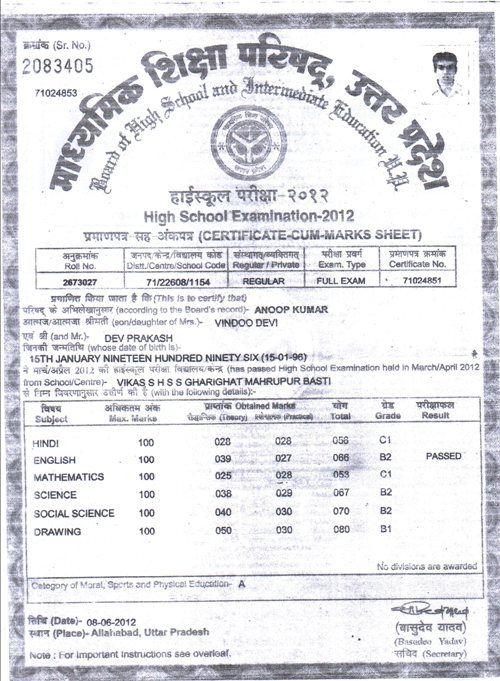 क्रमांक (Sr. No.)
2083405
71024853
माध्यमिक शिक्षा परिषद, उत्तर प्रदेश
Board of High School and Intermediate Education U.P.
हाईस्कूल परीक्षा-२०१२
High School Examination-2012
प्रमाणपत्र सह अंकपत्र (CERTIFICATE-CUM-MARKS SHEET)
अनुक्रमांक जनपद/केन्द्र/विद्यालय कोड संस्थागत/व्यक्तिगत परीक्षा प्रवर्ग प्रमाणपत्र क्रमांक
Roll No. Distt./Centre/School Code Regular / Private Exam. Type Certificate No.
2673027 71/22608/1154 REGULAR FULL EXAM 71024851
प्रमाणित किया जाता है कि (This is to certify that)
परिषद् के अभिलेखानुसार (according to the Board's record)- ANOOP KUMAR
आत्मज/आत्मजा श्रीमती (son/daughter of Mrs.)- VINDOO DEVI
एवं श्री (and Mr.)- DEV PRAKASH
जिनकी जन्मतिथि (whose date of birth is)-
15TH JANUARY NINETEEN HUNDRED NINETY SIX (15-01-96) है
ने मार्च/अप्रैल 2012 की हाईस्कूल परीक्षा विद्यालय/केन्द्र (has passed High School Examination held in March/April 2012
from School/Centre)- VIKAS S H S S GHARIGHAT MAHRUPUR BASTI
से निम्न विवरणानुसार उत्तीर्ण की है (with the following details):-
विषय अधिकतम अंक प्राप्तांक Obtained Marks योग ग्रेड परीक्षाफल
Subject Max. Marks (Theory) (Practical) Total Grade Result
HINDI 100 028 028 056 C1
ENGLISH 100 039 027 066 B2 PASSED
MATHEMATICS 100 025 028 053 C1
SCIENCE 100 038 029 067 B2
SOCIAL SCIENCE 100 040 030 070 B2
DRAWING 100 050 030 080 B1
No divisions are awarded
Category of Moral, Sports and Physical Education- A
तिथि (Date)- 08-06-2012
स्थान (Place)- Allahabad, Uttar Pradesh
(बासुदेव यादव)
(Basudeo Yadav)
सचिव (Secretary)
Note : For important instructions see overleaf.